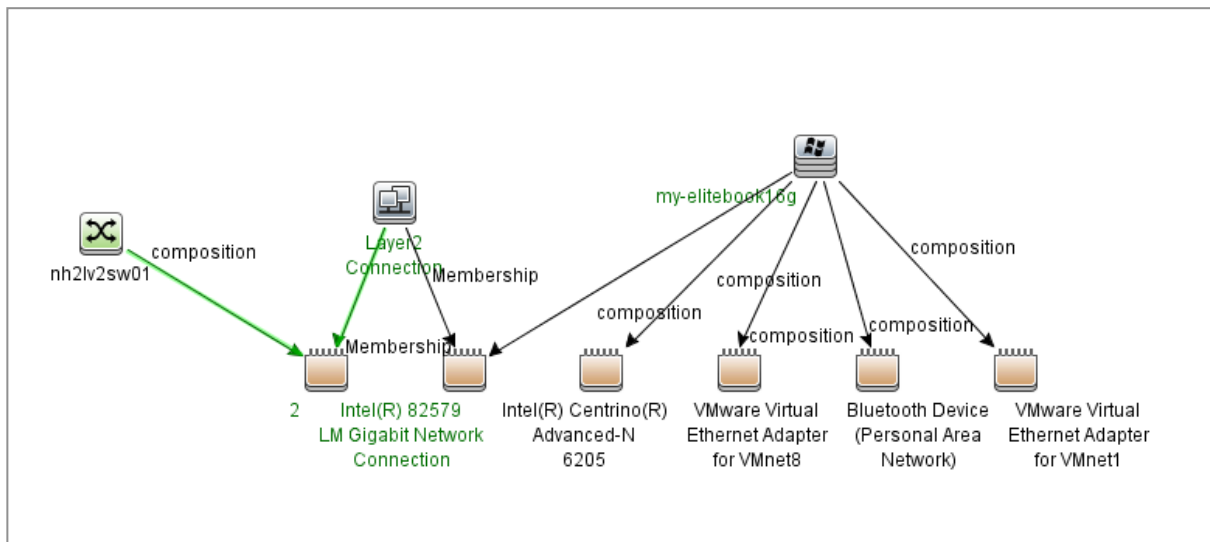 my-elitebook16g
composition
nh2lv2sw01
Layer2
Connection
Membership
composition
composition
composition
composition
composition
Membership
2
Intel(R) 82579
LM Gigabit Network
Connection
Intel(R) Centrino(R)
Advanced-N
6205
VMware Virtual
Ethernet Adapter
for VMnet8
Bluetooth Device
(Personal Area
Network)
VMware Virtual
Ethernet Adapter
for VMnet1